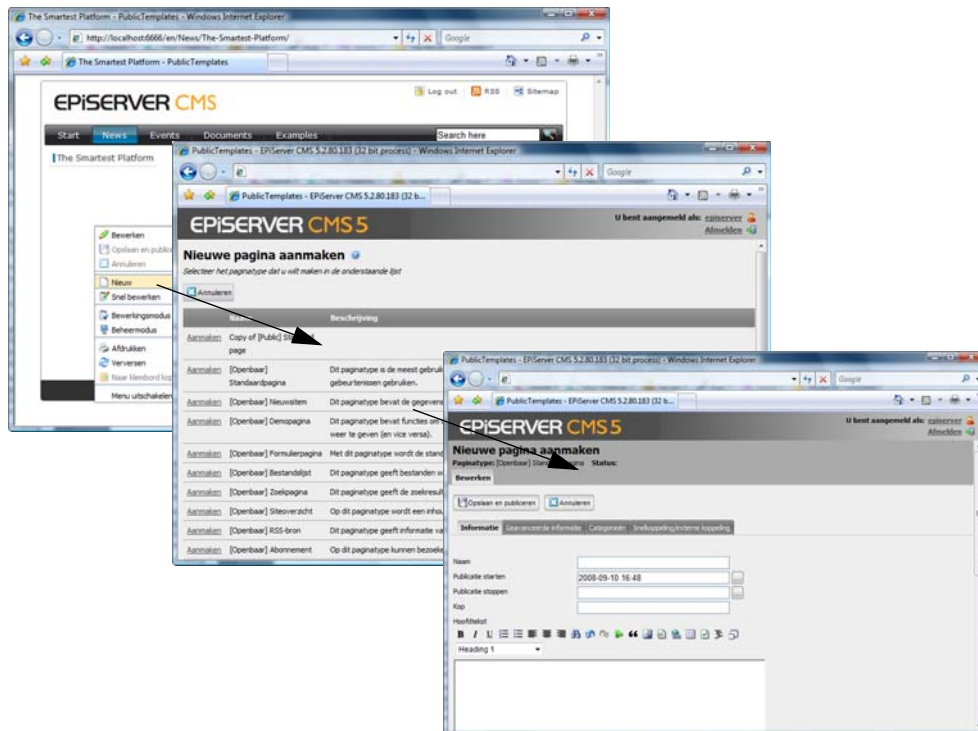 The Smartest Platform - PublicTemplates - Windows Internet Explorer
http://localhost:6666/en/News/The-Smartest-Platform/
Google
The Smartest Platform - PublicTemplates
Log out RSS Sitemap
EPiSERVER CMS
Start News Events Documents Examples Search here
The Smartest Platform
Bewerken
Opslaan en public
Annuleren
Nieuw
Snel bewerken
Bewerkingsmodus
Beheermodus
Afdrukken
Verversen
Naar klembord kop
Menu uitschakelen
PublicTemplates - EPiServer CMS 5.2.80.183 (32 bit process) - Windows Internet Explorer
Google
PublicTemplates - EPiServer CMS 5.2.80.183 (32 b...
EPiSERVER CMS 5
U bent aangemeld als: episerver
Afmelden
Nieuwe pagina aanmaken
Selecteer het paginatype dat u wilt maken in de onderstaande lijst
Annuleren
Beschrijving
Aanmaken Copy of [Public]
page
Aanmaken [Openbaar] Dit paginatype is de meest gebruik
Standaardpagina gebeurtenissen gebruiken.
Aanmaken [Openbaar] Nieuwsitem Dit paginatype bevat de gegevens
Aanmaken [Openbaar] Demopagina Dit paginatype bevat functies om
weer te geven (en vice versa).
Aanmaken [Openbaar] Formulierpagina Met dit paginatype wordt de stand
Aanmaken [Openbaar] Bestandslijst Dit paginatype geeft bestanden w
Aanmaken [Openbaar] Zoekpagina Dit paginatype geeft de zoekresult
Aanmaken [Openbaar] Siteoverzicht Op dit paginatype wordt een inhou
Aanmaken [Openbaar] RSS-bron Dit paginatype geeft informatie va
Aanmaken [Openbaar] Abonnement Op dit paginatype kunnen bezoeke
PublicTemplates - EPiServer CMS 5.2.80.183 (32 bit process) - Windows Internet Explorer
Google
PublicTemplates - EPiServer CMS 5.2.80.183 (32 b...
EPiSERVER CMS 5
U bent aangemeld als: episerver
Afmelden
Nieuwe pagina aanmaken
Paginatype: [Openbaar] Standaardpagina Status:
Bewerken
Opslaan en publiceren Annuleren
Informatie Geavanceerde informatie Categorieën Snelkoppeling/externe koppeling
Naam
Publicatie starten 2008-09-10 16:48
Publicatie stoppen
Kop
Hoofdtekst
B I U
Heading 1